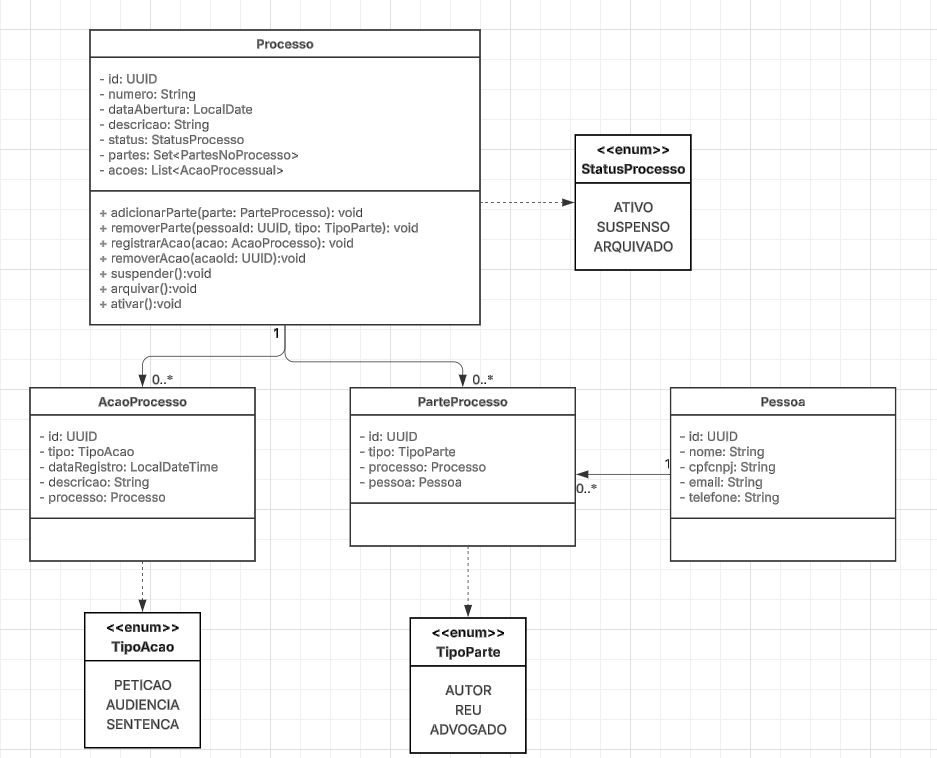 Processo
- id: UUID
- numero: String
- dataAbertura: LocalDate
- descricao: String
- status: StatusProcesso
- partes: Set<PartesNoProcesso>
- acoes: List<AcaoProcessual>
+ adicionarParte(parte: ParteProcesso): void
+ removerParte(pessoaId: UUID, tipo: TipoParte): void
+ registrarAcao(acao: AcaoProcesso): void
+ removerAcao(acaoId: UUID):void
+ suspender():void
+ arquivar():void
+ ativar():void
<<enum>>
StatusProcesso
ATIVO
SUSPENSO
ARQUIVADO
1
0..*
0..*
AcaoProcesso
- id: UUID
- tipo: TipoAcao
- dataRegistro: LocalDateTime
- descricao: String
- processo: Processo
ParteProcesso
- id: UUID
- tipo: TipoParte
- processo: Processo
- pessoa: Pessoa
1
0..*
Pessoa
- id: UUID
- nome: String
- cpfcnpj: String
- email: String
- telefone: String
<<enum>>
TipoAcao
PETICAO
AUDIENCIA
SENTENCA
<<enum>>
TipoParte
AUTOR
REU
ADVOGADO